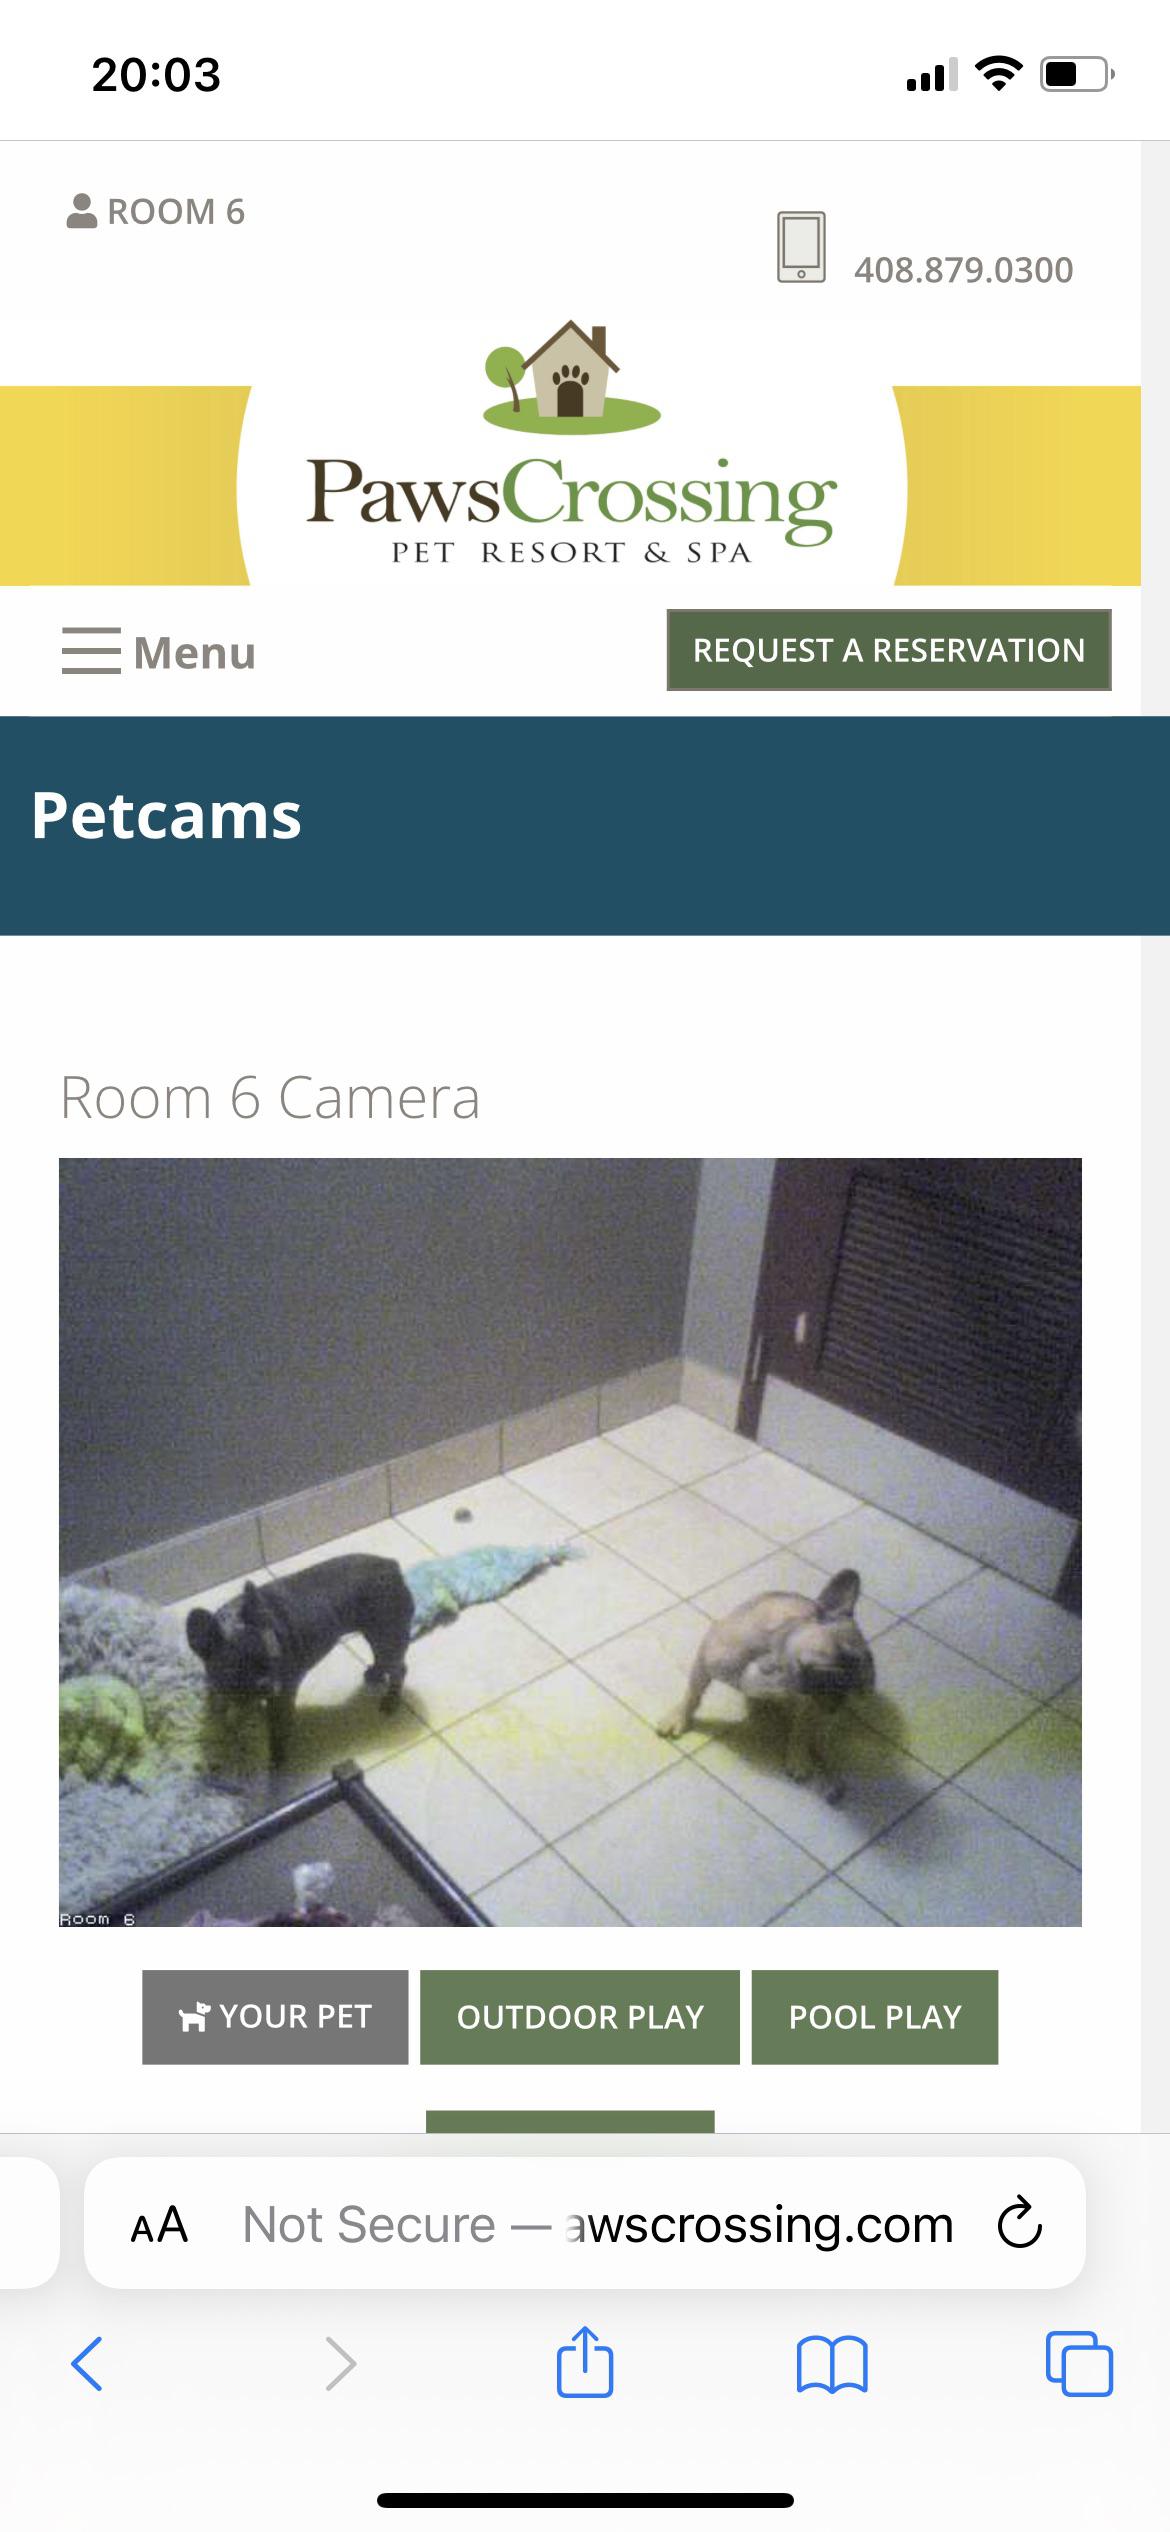 20:03
ROOM 6
408.879.0300
PawsCrossing
PET RESORT & SPA
Menu
REQUEST A RESERVATION
Petcams
Room 6 Camera
Room 6
YOUR PET
OUTDOOR PLAY
POOL PLAY
AA
Not Secure — awscrossing.com